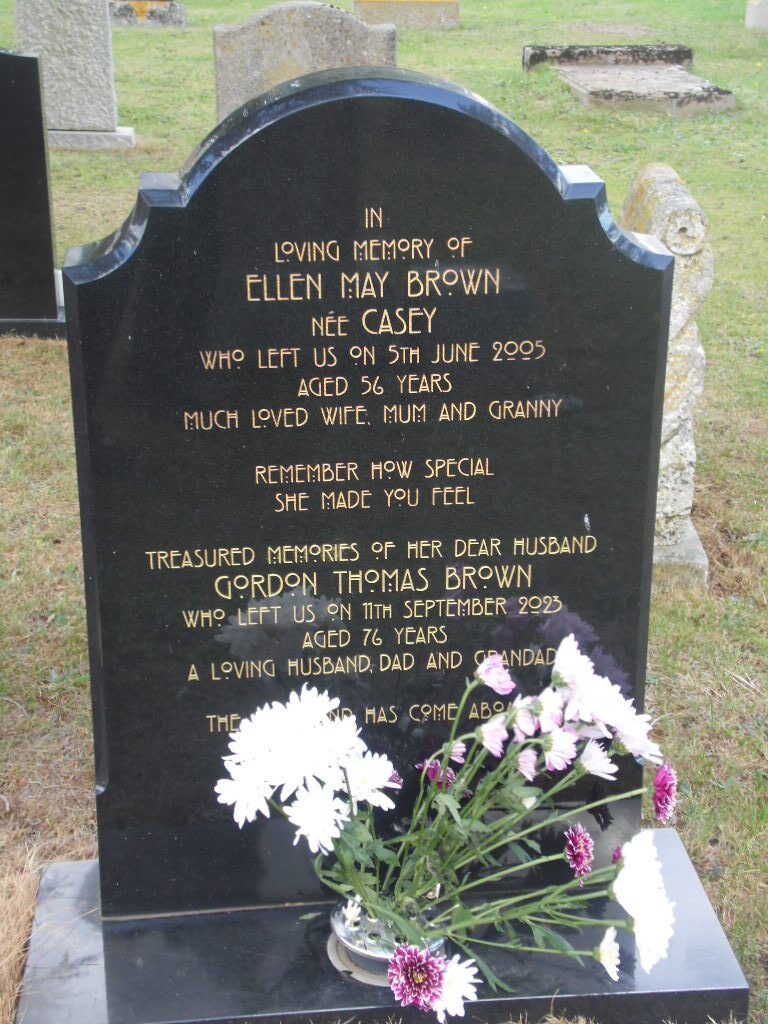 IN
LOVING MEMORY OF
ELLEN MAY BROWN
NÉE CASEY
WHO LEFT US ON 5TH JUNE 2005
AGED 56 YEARS
MUCH LOVED WIFE, MUM AND GRANNY
REMEMBER HOW SPECIAL
SHE MADE YOU FEEL
TREASURED MEMORIES OF HER DEAR HUSBAND
GORDON THOMAS BROWN
WHO LEFT US ON 11TH SEPTEMBER 2023
AGED 76 YEARS
A LOVING HUSBAND, DAD AND GRANDAD
THE HAS COME